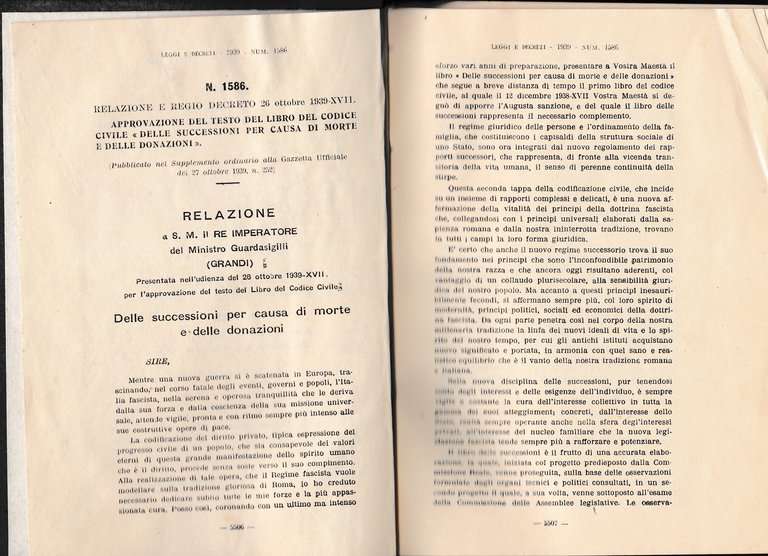 LEGGI E DECRETI - 1939 - NUM. 1586
N. 1586.
RELAZIONE E REGIO DECRETO 26 ottobre 1939-XVII.
APPROVAZIONE DEL TESTO DEL LIBRO DEL CODICE
CIVILE « DELLE SUCCESSIONI PER CAUSA DI MORTE
E DELLE DONAZIONI ».
(Pubblicato nel Supplemento ordinario alla Gazzetta Ufficiale
del 27 ottobre 1939, n. 252)
RELAZIONE
a S. M. il RE IMPERATORE
del Ministro Guardasigilli
(GRANDI)
Presentata nell'udienza del 26 ottobre 1939-XVII,
per l'approvazione del testo del Libro del Codice Civile
Delle successioni per causa di morte
e delle donazioni
SIRE,
Mentre una nuova guerra si è scatenata in Europa, tra-
scinando, nel corso fatale degli eventi, governi e popoli, l'Ita-
lia fascista, nella serena e operosa tranquillità che le deriva
dalla sua forza e dalla coscienza della sua missione univer-
sale, attende vigile, pronta e con ritmo sempre più intenso alle
sue costruttive opere di pace.
La codificazione del diritto privato, tipica espressione del
progresso civile di un popolo, che sia consapevole dei valori
eterni di questa grande manifestazione dello spirito umano
che è il diritto, procede senza soste verso il suo compimento.
Alla realizzazione di tale opera, che il Regime fascista vuole
modellare sulla tradizione gloriosa di Roma, io ho creduto
necessario dedicare subito tutte le mie forze e la più appas-
sionata cura. Posso così, coronando con un ultimo ma intenso
— 5506 —
LEGGI E DECRETI - 1939 - NUM. 1586
sforzo vari anni di preparazione, presentare a Vostra Maestà il
libro « Delle successioni per causa di morte e delle donazioni »
che segue a breve distanza di tempo il primo libro del codice
civile, al quale il 12 dicembre 1938-XVII Vostra Maestà si de-
gnò di apporre l'Augusta sanzione, e del quale il libro delle
successioni rappresenta il necessario complemento.
Il regime giuridico delle persone e l'ordinamento della fa-
miglia, che costituiscono i capisaldi della struttura sociale di
uno Stato, sono ora integrati dal nuovo regolamento dei rap-
porti successori, che rappresenta, di fronte alla vicenda tran-
sitoria della vita umana, il senso di perenne continuità della
stirpe.
Questa seconda tappa della codificazione civile, che incide
su un insieme di rapporti complessi e delicati, è una nuova af-
fermazione della vitalità dei principi della dottrina fascista
che, collegandosi con i principi universali elaborati dalla sa-
pienza romana e dalla nostra ininterrotta tradizione, trovano
in tutti i campi la loro forma giuridica.
E' certo che anche il nuovo regime successorio trova il suo
fondamento nei principi che sono l'inconfondibile patrimonio
della nostra razza e che ancora oggi risultano aderenti, col
vantaggio di un collaudo plurisecolare, alla sensibilità giuri-
dica del nostro popolo. Ma accanto a questi principi inesauri-
bilmente fecondi, si affermano sempre più, col loro spirito di
modernità, principi politici, sociali ed economici della dottri-
na fascista. Da ogni parte penetra così nel corpo della nostra
millenaria tradizione la linfa dei nuovi ideali di vita e lo spi-
rito del nostro tempo, per cui gli antichi istituti acquistano
nuovo significato e portata, in armonia con quel sano e rea-
listico equilibrio che è il vanto della nostra tradizione romana
e italiana.
Nella nuova disciplina delle successioni, pur tenendosi
conto degli interessi e delle esigenze dell'individuo, è sempre
vigile e costante la cura dell'interesse collettivo in tutta la
gamma dei suoi atteggiamenti concreti, dall'interesse dello
Stato, realtà sempre operante anche nella sfera degl'interessi
privati, all'interesse del nucleo familiare che la nuova legi-
slazione fascista tende sempre più a rafforzare e potenziare.
Il libro delle successioni è il frutto di una accurata elabo-
razione, la quale, iniziata col progetto predisposto dalla Com-
missione Reale, venne proseguita, sulla base delle osservazioni
formulate dagli organi tecnici e politici consultati, in un se-
condo progetto il quale, a sua volta, venne sottoposto all'esame
della Commissione delle Assemblee legislative. Le osserva-
— 5507 —